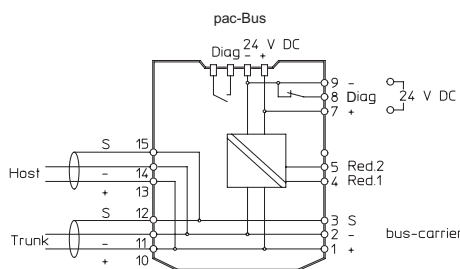 pac-Bus
Diag 24 V DC
- +
9 -
8 Diag
7 +
24 V DC
S 15
5 Red.2
Host - 14
4 Red.1
+ 13
S 12
3 S
Trunk - 11
2 - bus-carrier
+ 10
1 +